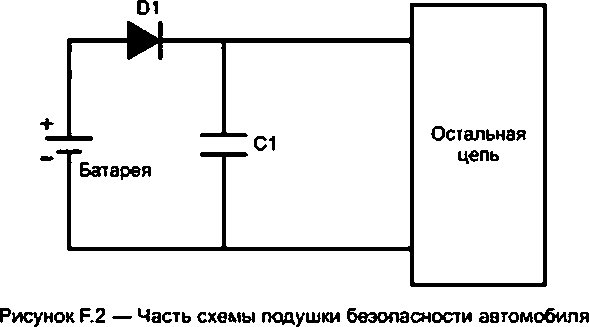 D1
+
−
Батарея
C1
Остальная
цепь
Рисунок F.2 — Часть схемы подушки безопасности автомобиля